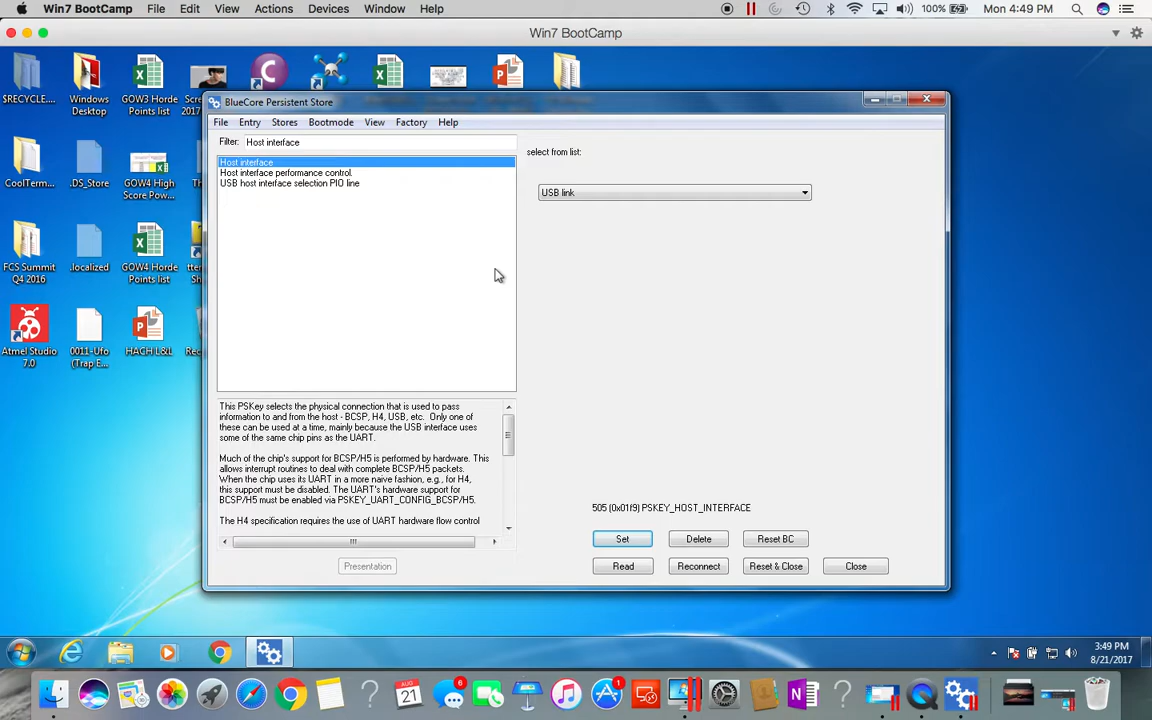 Win7 BootCamp File Edit View Actions Devices Window Help
100% Mon 4:49 PM
Win7 BootCamp
$RECYCLE....
Windows Desktop
GOW3 Horde Points list
Scre
2017
CoolTerm...
.DS_Store
GOW4 High Score Pow...
Th
FCS Summit Q4 2016
.localized
GOW4 Horde Points list
tter
Sh
Atmel Studio 7.0
0011-Ufo (Trap E...
HACH L&L
Rec
BlueCore Persistent Store
File Entry Stores Bootmode View Factory Help
Filter: Host interface
select from list:
Host interface
Host interface performance control.
USB host interface selection PIO line
USB link
This PSKey selects the physical connection that is used to pass
information to and from the host - BCSP, H4, USB, etc. Only one of
these can be used at a time, mainly because the USB interface uses
some of the same chip pins as the UART.
Much of the chip's support for BCSP/H5 is performed by hardware. This
allows interrupt routines to deal with complete BCSP/H5 packets.
When the chip uses its UART in a more naive fashion, e.g., for H4,
this support must be disabled. The UART's hardware support for
BCSP/H5 must be enabled via PSKEY_UART_CONFIG_BCSP/H5.
The H4 specification requires the use of UART hardware flow control
505 (0x01f9) PSKEY_HOST_INTERFACE
Set Delete Reset BC
Read Reconnect Reset & Close Close
Presentation
3:49 PM
8/21/2017
AUG
21
6
1